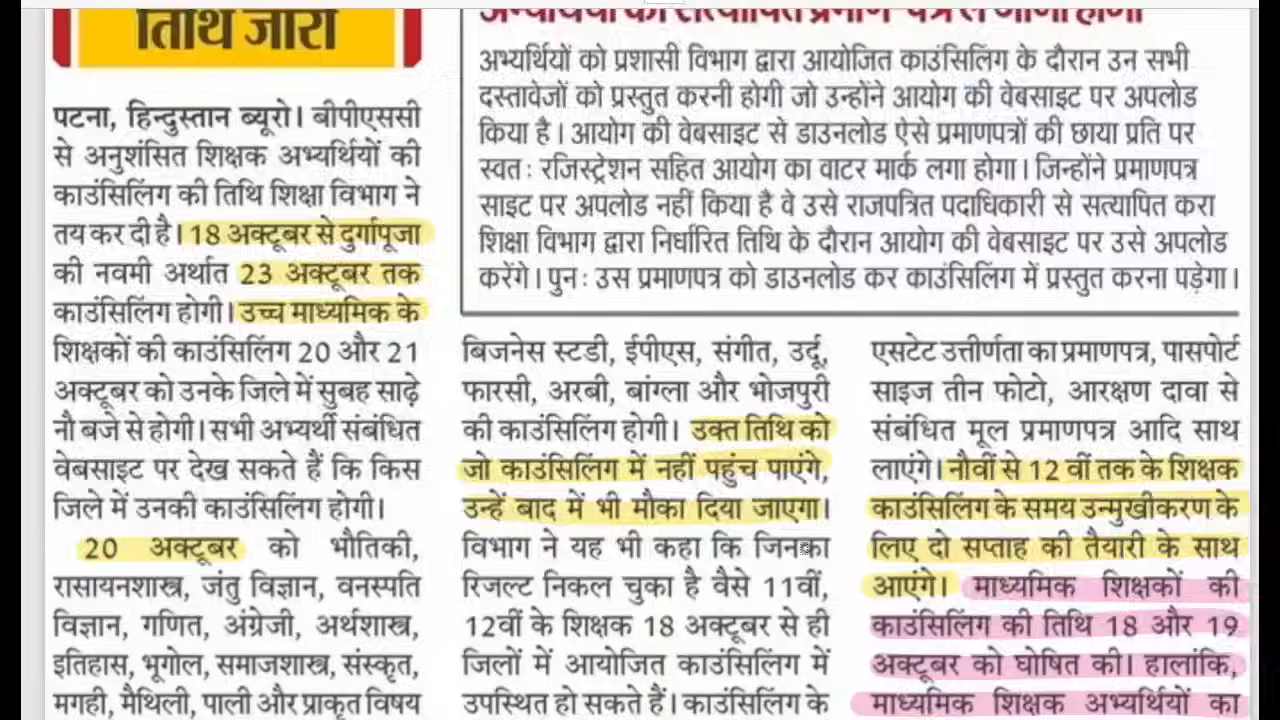 तिथि जारी
पटना, हिन्दुस्तान ब्यूरो। बीपीएससी
से अनुशंसित शिक्षक अभ्यर्थियों की
काउंसिलिंग की तिथि शिक्षा विभाग ने
तय कर दी है। 18 अक्टूबर से दुर्गापूजा
की नवमी अर्थात 23 अक्टूबर तक
काउंसिलिंग होगी। उच्च माध्यमिक के
शिक्षकों की काउंसिलिंग 20 और 21
अक्टूबर को उनके जिले में सुबह साढ़े
नौ बजे से होगी। सभी अभ्यर्थी संबंधित
वेबसाइट पर देख सकते हैं कि किस
जिले में उनकी काउंसिलिंग होगी।
20 अक्टूबर को भौतिकी,
रासायनशास्त्र, जंतु विज्ञान, वनस्पति
विज्ञान, गणित, अंग्रेजी, अर्थशास्त्र,
इतिहास, भूगोल, समाजशास्त्र, संस्कृत,
मगही, मैथिली, पाली और प्राकृत विषय
अभ्यर्थियों को सत्यापित प्रमाण-पत्र ले जाना होगा
अभ्यर्थियों को प्रशासी विभाग द्वारा आयोजित काउंसिलिंग के दौरान उन सभी
दस्तावेजों को प्रस्तुत करनी होगी जो उन्होंने आयोग की वेबसाइट पर अपलोड
किया है। आयोग की वेबसाइट से डाउनलोड ऐसे प्रमाणपत्रों की छाया प्रति पर
स्वत: रजिस्ट्रेशन सहित आयोग का वाटर मार्क लगा होगा। जिन्होंने प्रमाणपत्र
साइट पर अपलोड नहीं किया है वे उसे राजपत्रित पदाधिकारी से सत्यापित करा
शिक्षा विभाग द्वारा निर्धारित तिथि के दौरान आयोग की वेबसाइट पर उसे अपलोड
करेंगे। पुन: उस प्रमाणपत्र को डाउनलोड कर काउंसिलिंग में प्रस्तुत करना पड़ेगा।
बिजनेस स्टडी, ईपीएस, संगीत, उर्दू,
फारसी, अरबी, बांग्ला और भोजपुरी
की काउंसिलिंग होगी। उक्त तिथि को
जो काउंसिलिंग में नहीं पहुंच पाएंगे,
उन्हें बाद में भी मौका दिया जाएगा।
विभाग ने यह भी कहा कि जिनका
रिजल्ट निकल चुका है वैसे 11वीं,
12वीं के शिक्षक 18 अक्टूबर से ही
जिलों में आयोजित काउंसिलिंग में
उपस्थित हो सकते हैं। काउंसिलिंग के
एसटेट उत्तीर्णता का प्रमाणपत्र, पासपोर्ट
साइज तीन फोटो, आरक्षण दावा से
संबंधित मूल प्रमाणपत्र आदि साथ
लाएंगे। नौवीं से 12 वीं तक के शिक्षक
काउंसिलिंग के समय उन्मुखीकरण के
लिए दो सप्ताह की तैयारी के साथ
आएंगे। माध्यमिक शिक्षकों की
काउंसिलिंग की तिथि 18 और 19
अक्टूबर को घोषित की। हालांकि,
माध्यमिक शिक्षक अभ्यर्थियों का